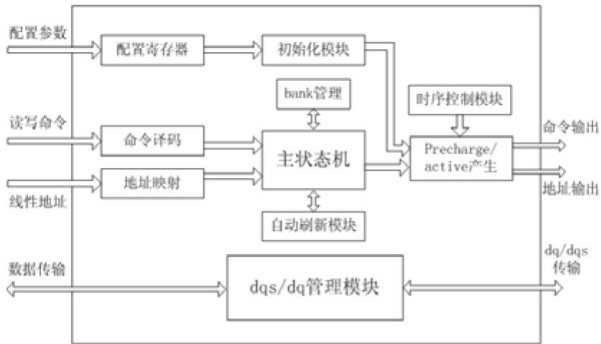 配置参数
配置寄存器
初始化模块
bank管理
时序控制模块
读写命令
命令译码
主状态机
Precharge/
active产生
命令输出
地址映射
线性地址
地址输出
自动刷新模块
数据传输
dqs/dq管理模块
dq/dqs
传输